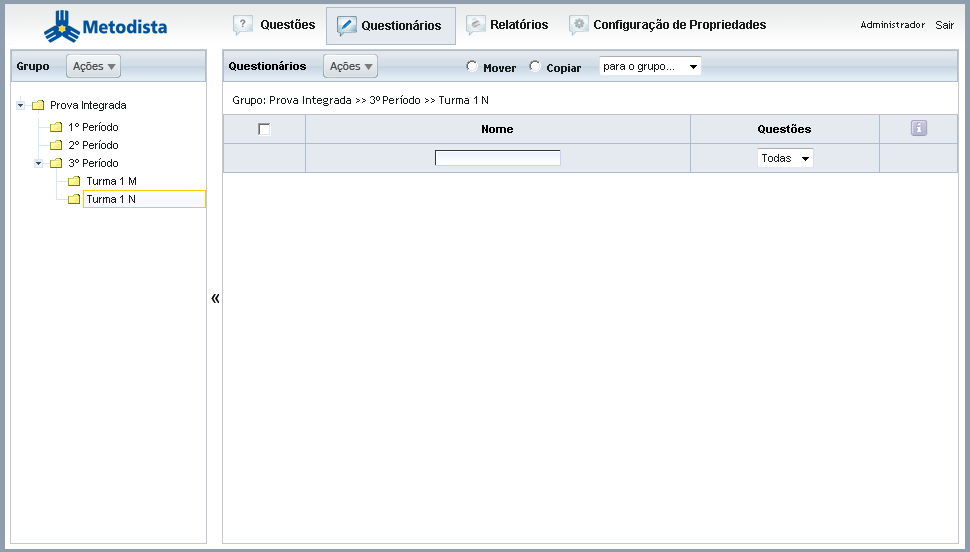 Metodista
Questões
Questionários
Relatórios
Configuração de Propriedades
Administrador
Sair
Grupo
Ações
Questionários
Ações
Mover
Copiar
para o grupo...
Prova Integrada
1º Período
2º Período
3º Período
Turma 1 M
Turma 1 N
Grupo: Prova Integrada >> 3º Período >> Turma 1 N
Nome
Questões
Todas
«